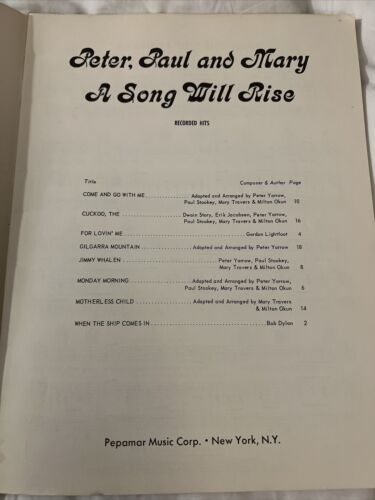 Peter, Paul and Mary
A Song Will Rise
RECORDED HITS
Title Composer & Author Page
COME AND GO WITH ME Adapted and Arranged by Peter Yarrow,
Paul Stookey, Mary Travers & Milton Okun 10
CUCKOO, THE Dwain Story, Erik Jacobsen, Peter Yarrow,
Paul Stookey, Mary Travers & Milton Okun 16
FOR LOVIN' ME Gordon Lightfoot 4
GILGARRA MOUNTAIN Adapted and Arranged by Peter Yarrow 18
JIMMY WHALEN Peter Yarrow, Paul Stookey,
Mary Travers & Milton Okun 8
MONDAY MORNING Adapted and Arranged by Peter Yarrow,
Paul Stookey, Mary Travers & Milton Okun 6
MOTHERLESS CHILD Adapted and Arranged by Mary Travers
& Milton Okun 14
WHEN THE SHIP COMES IN Bob Dylan 2
Pepamar Music Corp. • New York, N.Y.